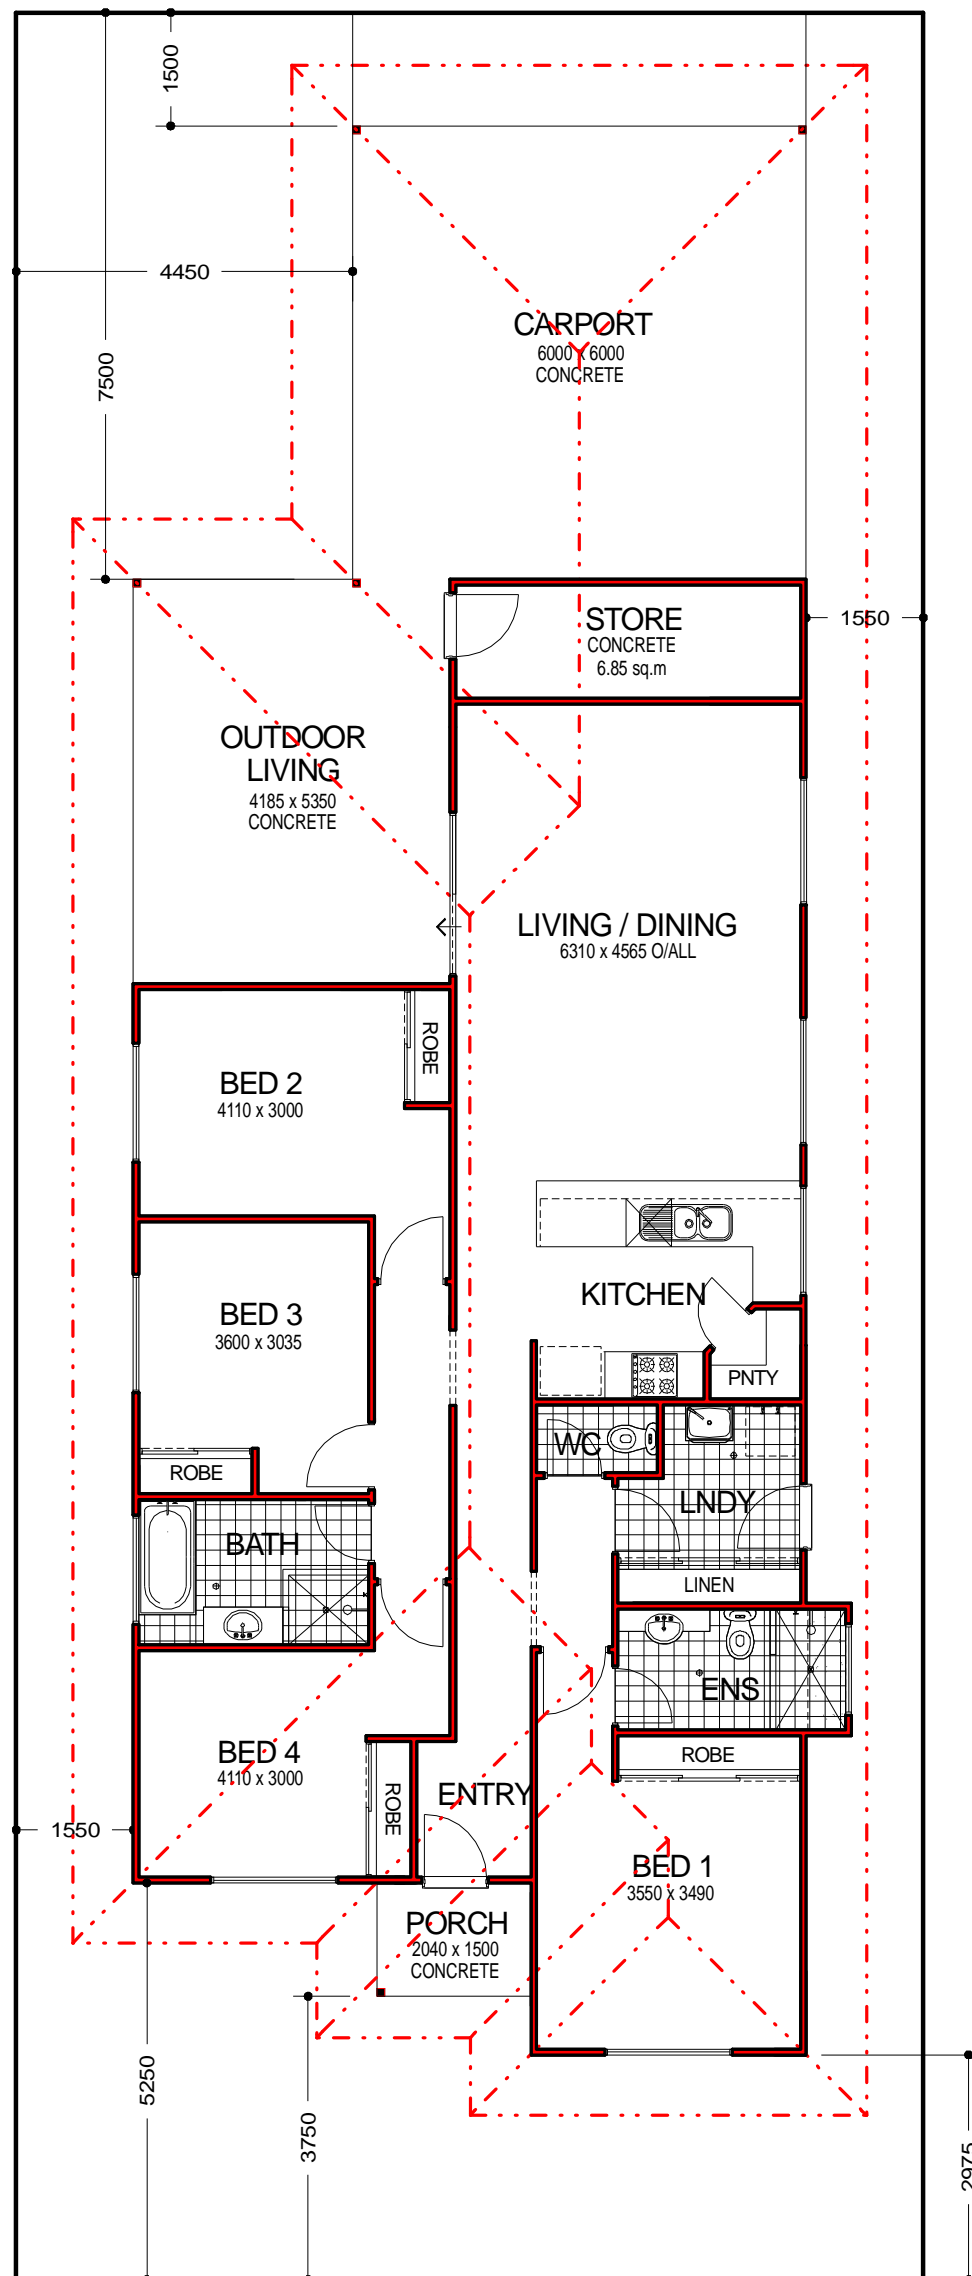 1500
4450
7500
CARPORT
6000 x 6000
CONCRETE
STORE
CONCRETE
6.85 sq.m
1550
OUTDOOR
LIVING
4185 x 5350
CONCRETE
LIVING / DINING
6310 x 4565 O/ALL
BED 2
4110 x 3000
ROBE
KITCHEN
BED 3
3600 x 3035
PNTY
ROBE
WC
LNDY
BATH
LINEN
ENS
BED 4
4110 x 3000
ROBE
ROBE
ENTRY
1550
BED 1
3550 x 3490
PORCH
2040 x 1500
CONCRETE
5250
3750
2975